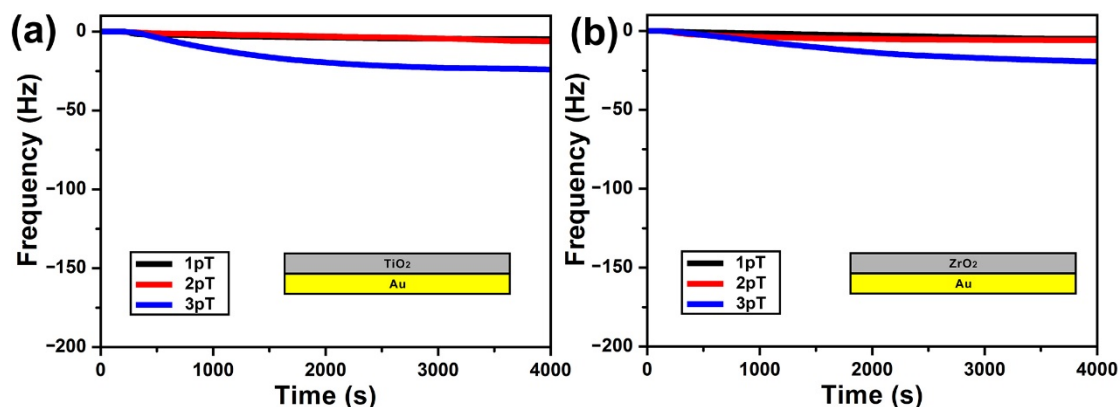 (a)
Frequency (Hz)
0
−50
−100
−150
−200
0
1000
2000
3000
4000
Time (s)
1pT
2pT
3pT
TiO₂
Au
(b)
Frequency (Hz)
0
−50
−100
−150
−200
0
1000
2000
3000
4000
Time (s)
1pT
2pT
3pT
ZrO₂
Au